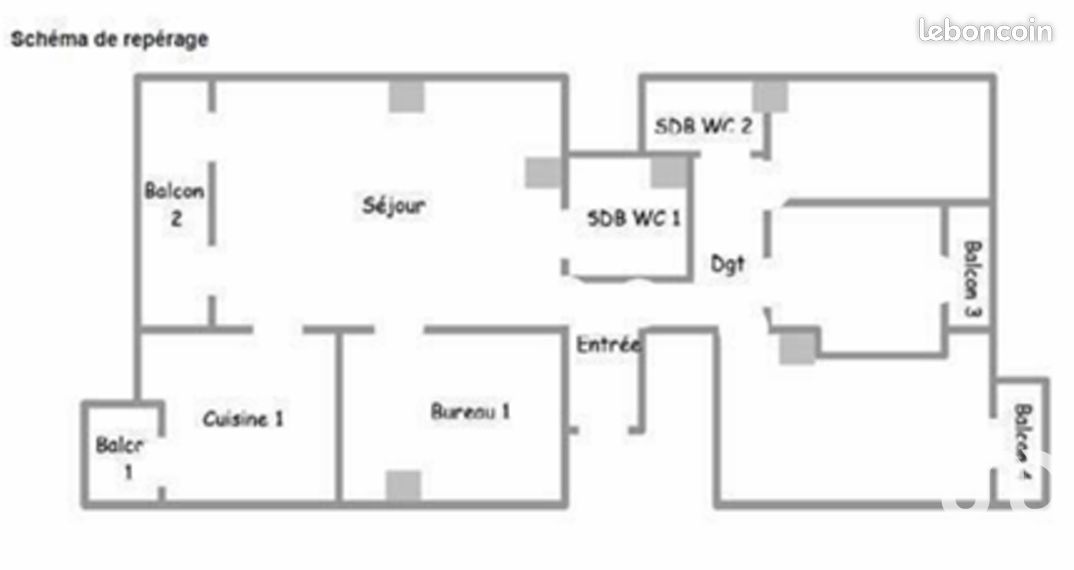 leboncoin
Schéma de repérage
SDB WC 2
Balcon
2
Séjour
SDB WC 1
Dgt
Balcon 3
Entrée
Cuisine 1
Bureau 1
Balcon 4
Balcr
1